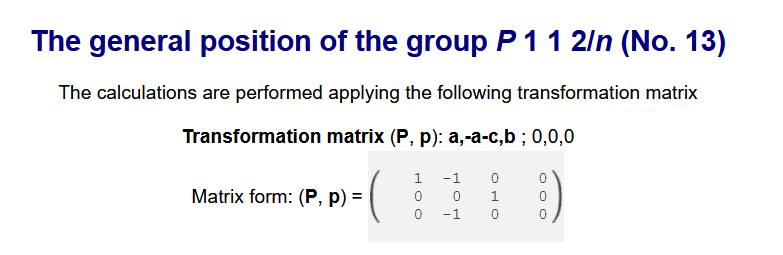 The general position of the group P 1 1 2/n (No. 13)
The calculations are performed applying the following transformation matrix
Transformation matrix (P, p): a,-a-c,b ; 0,0,0
Matrix form: (P, p) = (
1 -1 0 0
0 0 1 0
0 -1 0 0
)